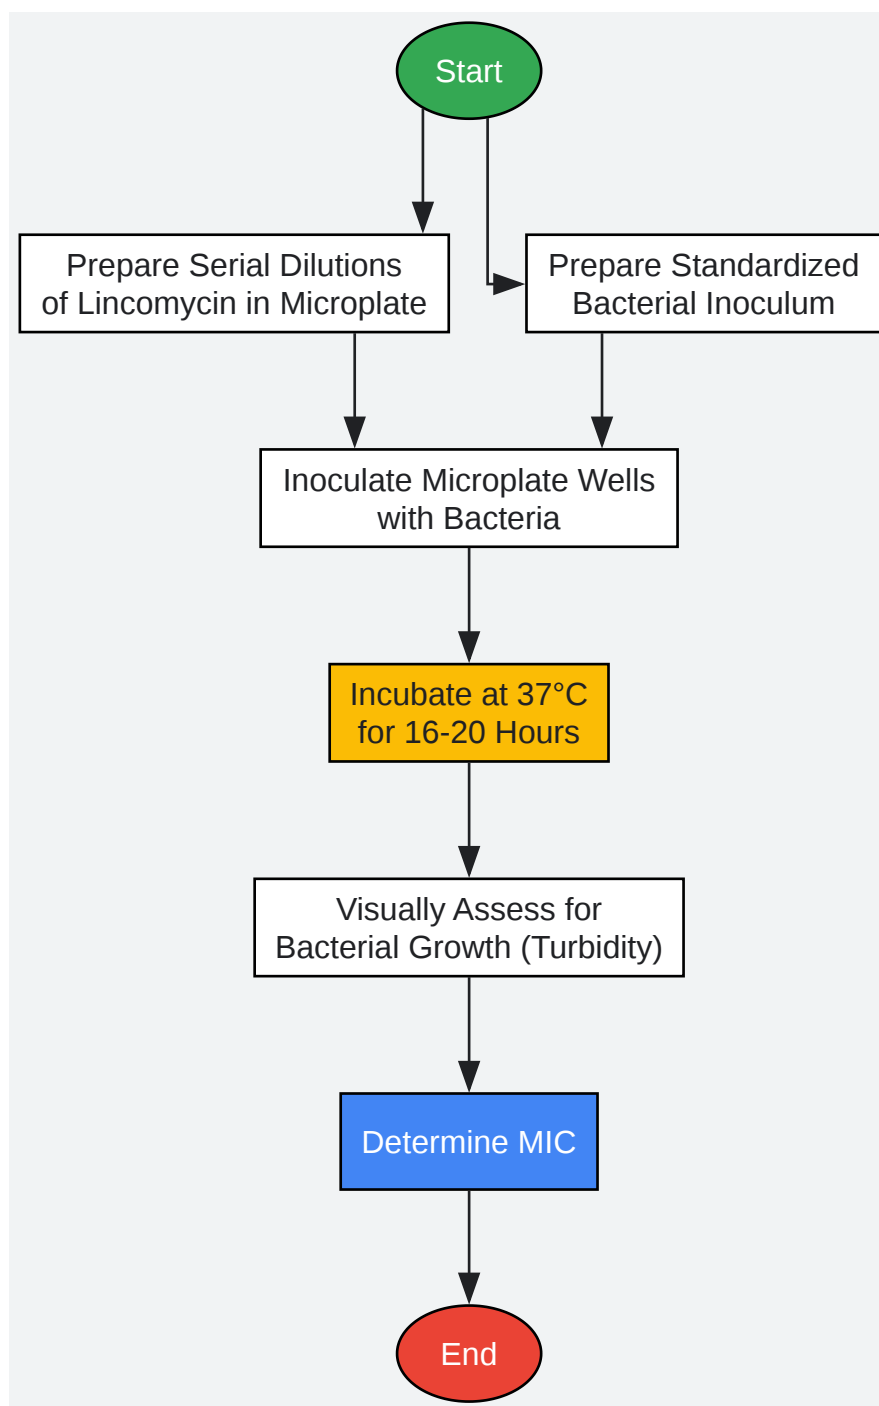 Start
Prepare Serial Dilutions
of Lincomycin in Microplate
Prepare Standardized
Bacterial Inoculum
Inoculate Microplate Wells
with Bacteria
Incubate at 37°C
for 16-20 Hours
Visually Assess for
Bacterial Growth (Turbidity)
Determine MIC
End